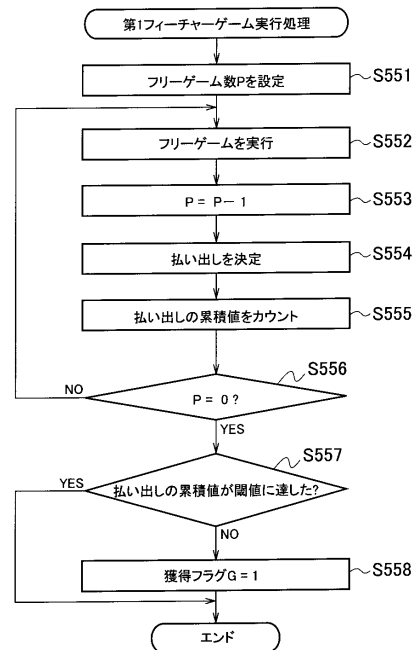 第1フィーチャーゲーム実行処理
フリーゲーム数Pを設定
S551
フリーゲームを実行
S552
P = P－1
S553
払い出しを決定
S554
払い出しの累積値をカウント
S555
S556
NO
P = 0?
YES
S557
YES
払い出しの累積値が閾値に達した?
NO
獲得フラグG = 1
S558
エンド